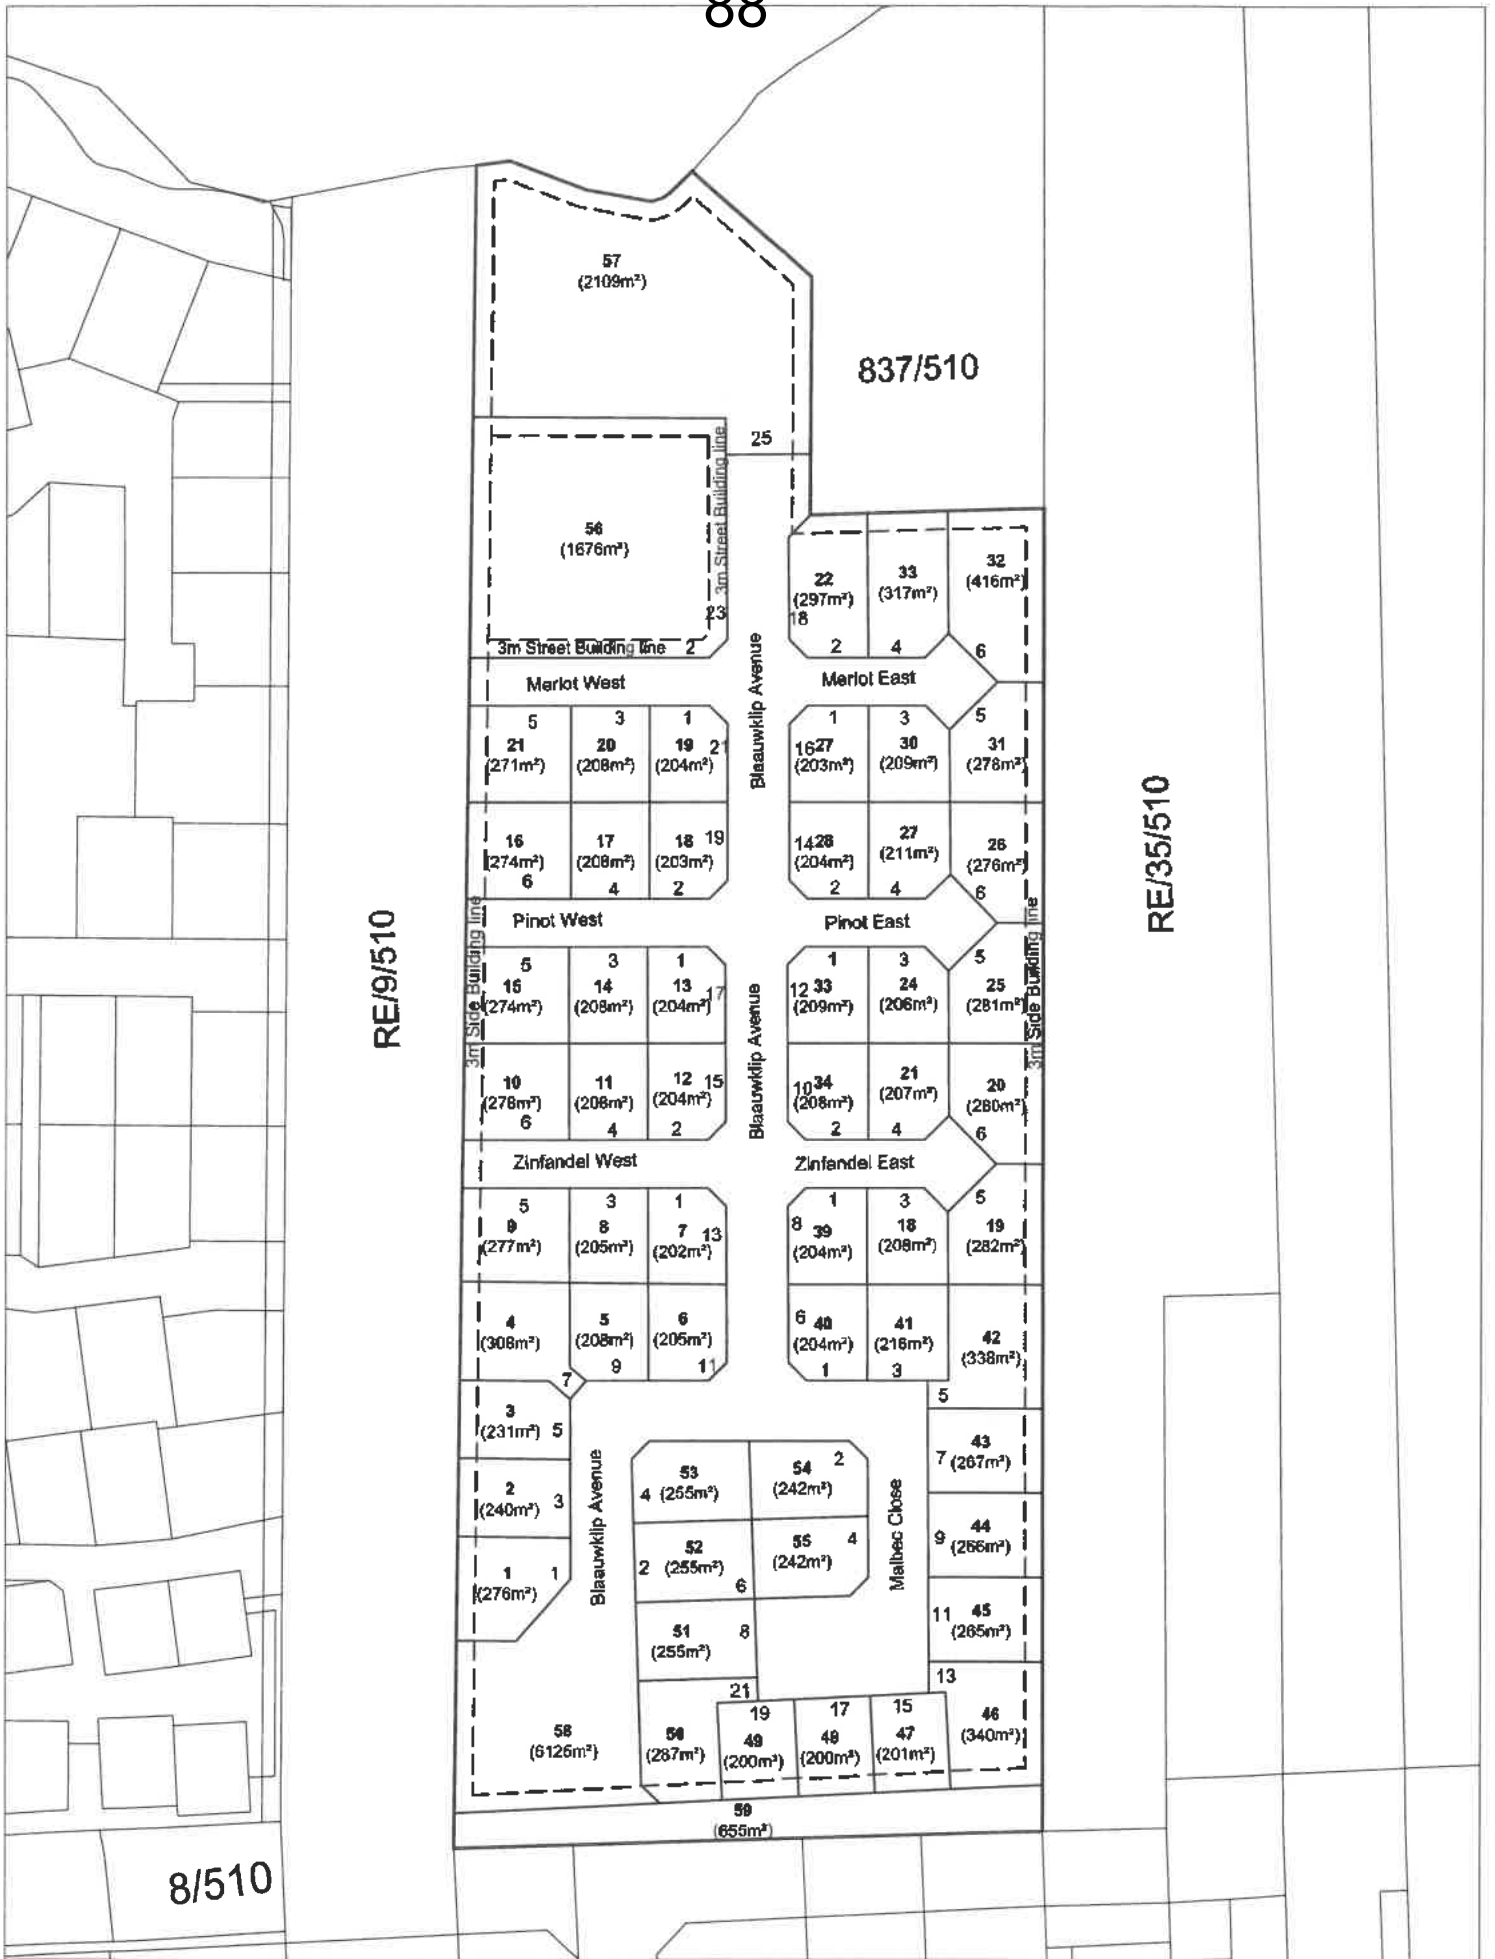 88
57
(2109m²)
837/510
25
3m Street Building line
56
(1676m²)
23
3m Street Building line 2
22
(297m²)
18
2
33
(317m²)
4
32
(416m²)
6
Merlot West
Blaauwklip Avenue
Merlot East
5
21
(271m²)
3
20
(208m²)
1
19
(204m²)
21
1
16
27
(203m²)
3
30
(209m²)
5
31
(278m²)
16
(274m²)
6
17
(208m²)
4
18
(203m²)
19
2
14
28
(204m²)
2
27
(211m²)
4
26
(276m²)
6
RE/9/510
RE/35/510
3m Side Building line
Pinot West
Pinot East
3m Side Building line
5
15
(274m²)
3
14
(208m²)
1
13
(204m²)
17
Blaauwklip Avenue
1
12
33
(209m²)
3
24
(206m²)
5
25
(281m²)
10
(278m²)
6
11
(208m²)
4
12
(204m²)
15
2
10
34
(208m²)
2
21
(207m²)
4
20
(280m²)
6
Zinfandel West
Zinfandel East
5
9
(277m²)
3
8
(205m²)
1
7
(202m²)
13
1
8
39
(204m²)
3
18
(208m²)
5
19
(282m²)
4
(308m²)
5
(208m²)
9
6
(205m²)
11
6
40
(204m²)
1
41
(216m²)
3
42
(338m²)
5
7
3
(231m²)
5
2
(240m²)
3
1
(276m²)
1
Blaauwklip Avenue
53
4 (255m²)
54
(242m²)
2
52
2 (255m²)
6
55
(242m²)
4
51
(255m²)
8
Malbec Close
43
7 (267m²)
44
9 (266m²)
45
11 (265m²)
13
46
(340m²)
21
19
49
(200m²)
17
48
(200m²)
15
47
(201m²)
58
(6126m²)
(287m²)
59
(655m²)
8/510